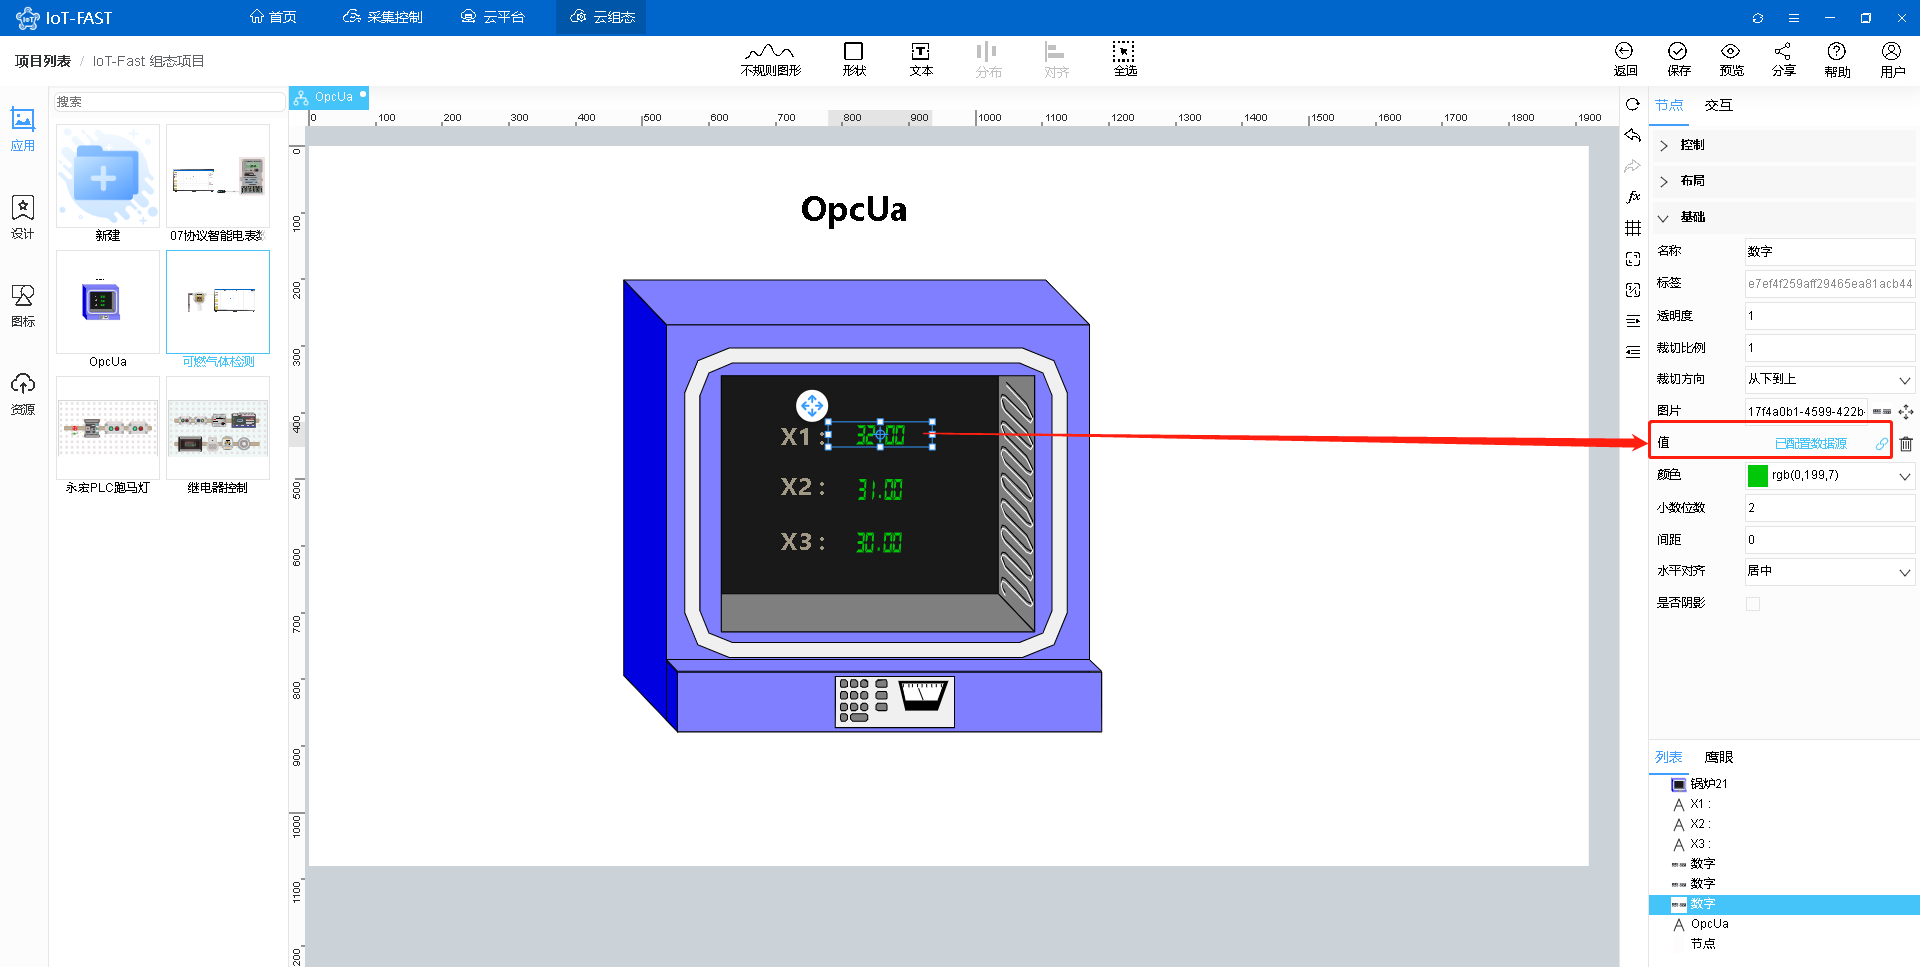 IoT-FAST
首页
采集控制
云平台
云组态
项目列表 / IoT-Fast 组态项目
不规则图形
形状
文本
分布
对齐
全选
返回
保存
预览
分享
帮助
用户
应用
设计
图标
资源
搜索
新建
07协议智能电表数
OpcUa
可燃气体检测
永宏PLC跑马灯
继电器控制
OpcUa
0 100 200 300 400 500 600 700 800 900 1000 1100 1200 1300 1400 1500 1600 1700 1800 1900
0
100
200
300
400
500
600
700
800
900
1000
1100
200
OpcUa
X1 : 32.00
X2 : 31.00
X3 : 30.00
fx
节点 交互
控制
布局
基础
名称 数字
标签 e7ef4f259aff29465ea81acb44
透明度 1
裁切比例 1
裁切方向 从下到上
图片 17f4a0b1-4599-422b-
值 已配置数据源
颜色 rgb(0,199,7)
小数位数 2
间距 0
水平对齐 居中
是否阴影
列表 鹰眼
锅炉21
X1 :
X2 :
X3 :
数字
数字
数字
OpcUa
节点